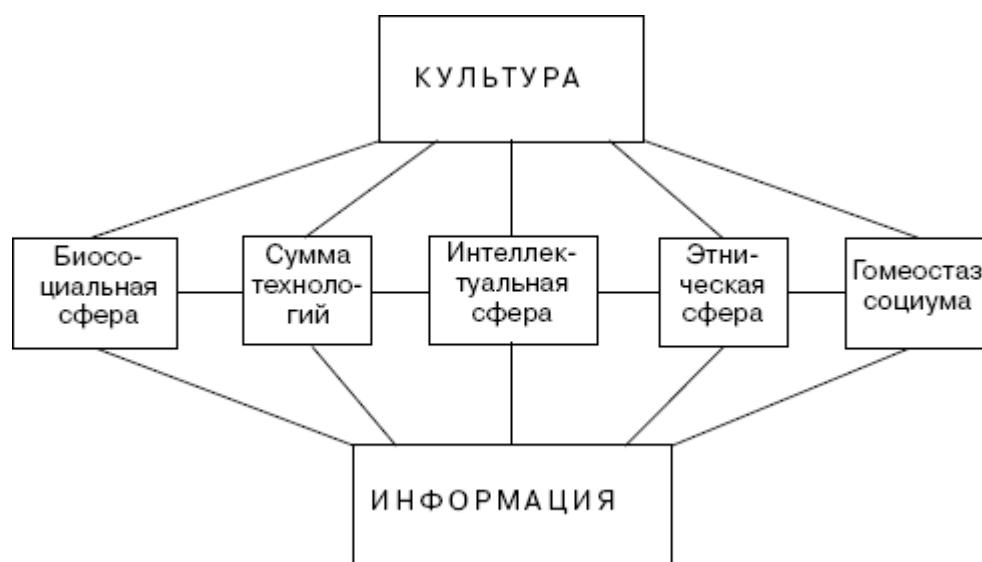 КУЛЬТУРА
Биосо-
циальная
сфера
Сумма
техноло-
гий
Интеллек-
туальная
сфера
Этни-
ческая
сфера
Гомеостаз
социума
ИНФОРМАЦИЯ